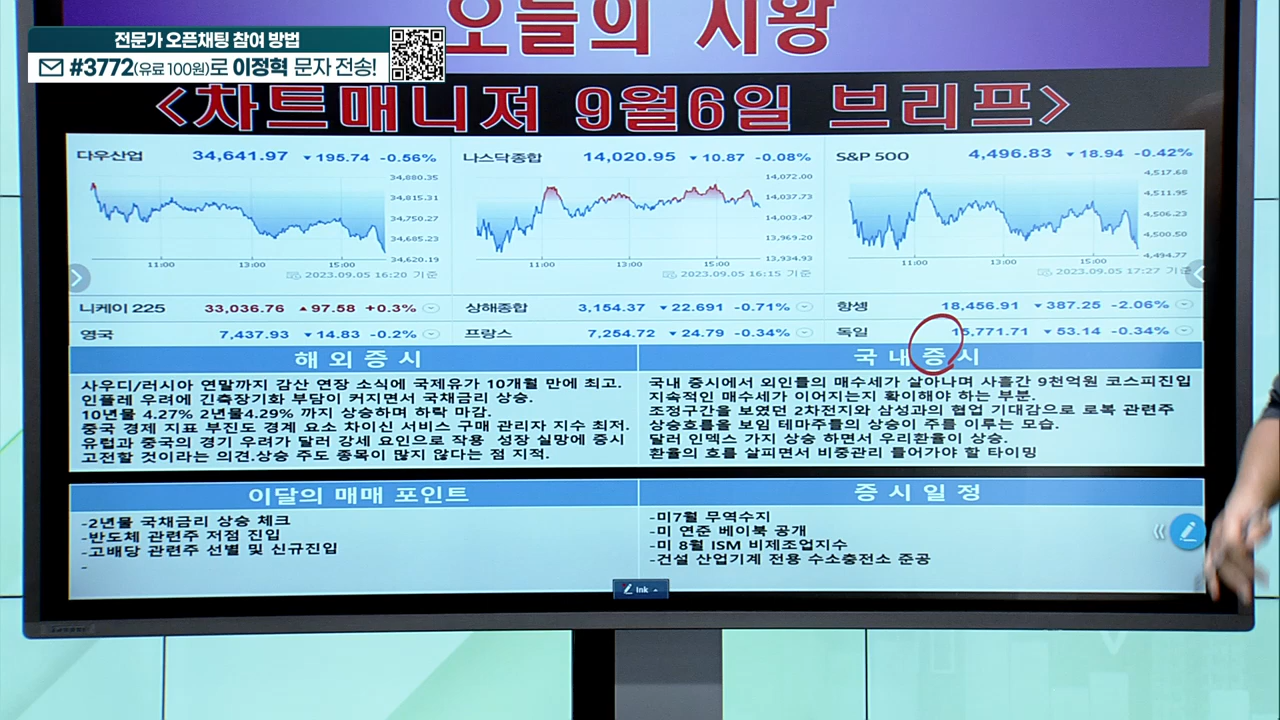 오늘의 시황
전문가 오픈채팅 참여 방법
#3772(유료 100원)로 이정혁 문자 전송!
<차트매니져 9월6일 브리프>
다우산업 34,641.97 ▼195.74 -0.56%
나스닥종합 14,020.95 ▼10.87 -0.08%
S&P 500 4,496.83 ▼18.94 -0.42%
34,880.35
34,815.31
34,750.27
34,685.23
34,620.19
11:00 13:00 15:00
2023.09.05 16:20 기준
14,072.00
14,037.73
14,003.47
13,969.20
13,934.93
11:00 13:00 15:00
2023.09.05 16:15 기준
4,517.68
4,511.95
4,506.23
4,500.50
4,494.77
11:00 13:00 15:00
2023.09.05 17:27 기준
니케이 225 33,036.76 ▲97.58 +0.3%
상해종합 3,154.37 ▼22.691 -0.71%
항셍 18,456.91 ▼387.25 -2.06%
영국 7,437.93 ▼14.83 -0.2%
프랑스 7,254.72 ▼24.79 -0.34%
독일 15,771.71 ▼53.14 -0.34%
해외증시
사우디/러시아 연말까지 감산 연장 소식에 국제유가 10개월 만에 최고.
인플레 우려에 긴축장기화 부담이 커지면서 국채금리 상승.
10년물 4.27% 2년물4.29% 까지 상승하며 하락 마감.
중국 경제 지표 부진도 경계 요소 차이신 서비스 구매 관리자 지수 최저.
유럽과 중국의 경기 우려가 달러 강세 요인으로 작용 성장 실망에 증시
고전할 것이라는 의견.상승 주도 종목이 많지 않다는 점 지적.
국내증시
국내 증시에서 외인들의 매수세가 살아나며 사흘간 9천억원 코스피진입
지속적인 매수세가 이어지는지 확이해야 하는 부분.
조정구간을 보였던 2차전지와 삼성과의 협업 기대감으로 로복 관련주
상승호름을 보임 테마주들의 상승이 주를 이루는 모습.
달러 인덱스 가지 상승 하면서 우리환율이 상승.
환율의 호를 살피면서 비중관리 들어가야 할 타이밍
이달의 매매 포인트
-2년물 국채금리 상승 체크
-반도체 관련주 저점 진입
-고배당 관련주 선별 및 신규진입
-
증시일정
-미7월 무역수지
-미 연준 베이북 공개
-미 8월 ISM 비제조업지수
-건설 산업기계 전용 수소충전소 준공
Ink